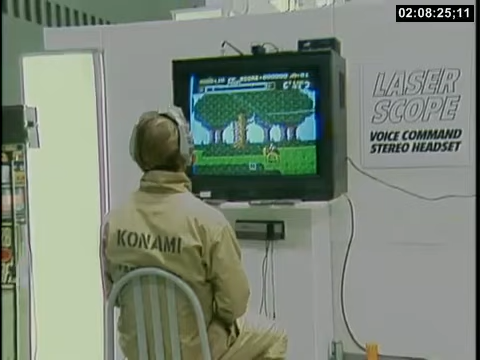 02:08:25;11
LASER
SCOPE
VOICE COMMAND
STEREO HEADSET
KONAMI